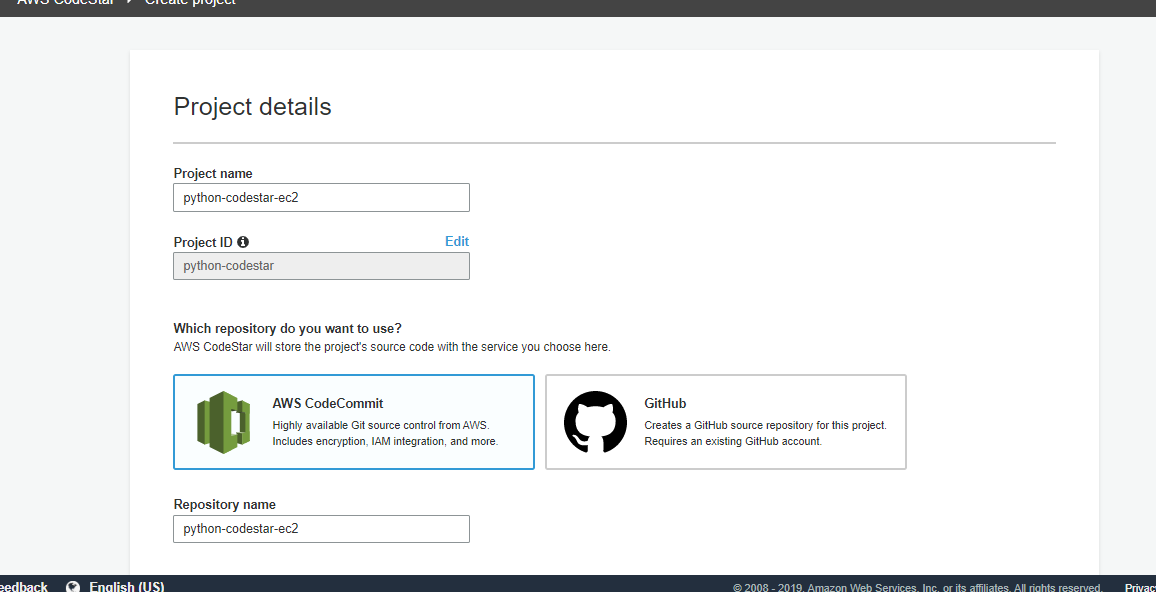 AWS CodeStar Create project
Project details
Project name
python-codestar-ec2
Project ID Edit
python-codestar
Which repository do you want to use?
AWS CodeStar will store the project's source code with the service you choose here.
AWS CodeCommit
Highly available Git source control from AWS.
Includes encryption, IAM integration, and more.
GitHub
Creates a GitHub source repository for this project.
Requires an existing GitHub account.
Repository name
python-codestar-ec2
eedback English (US) © 2008 - 2019, Amazon Web Services, Inc. or its affiliates. All rights reserved. Privac